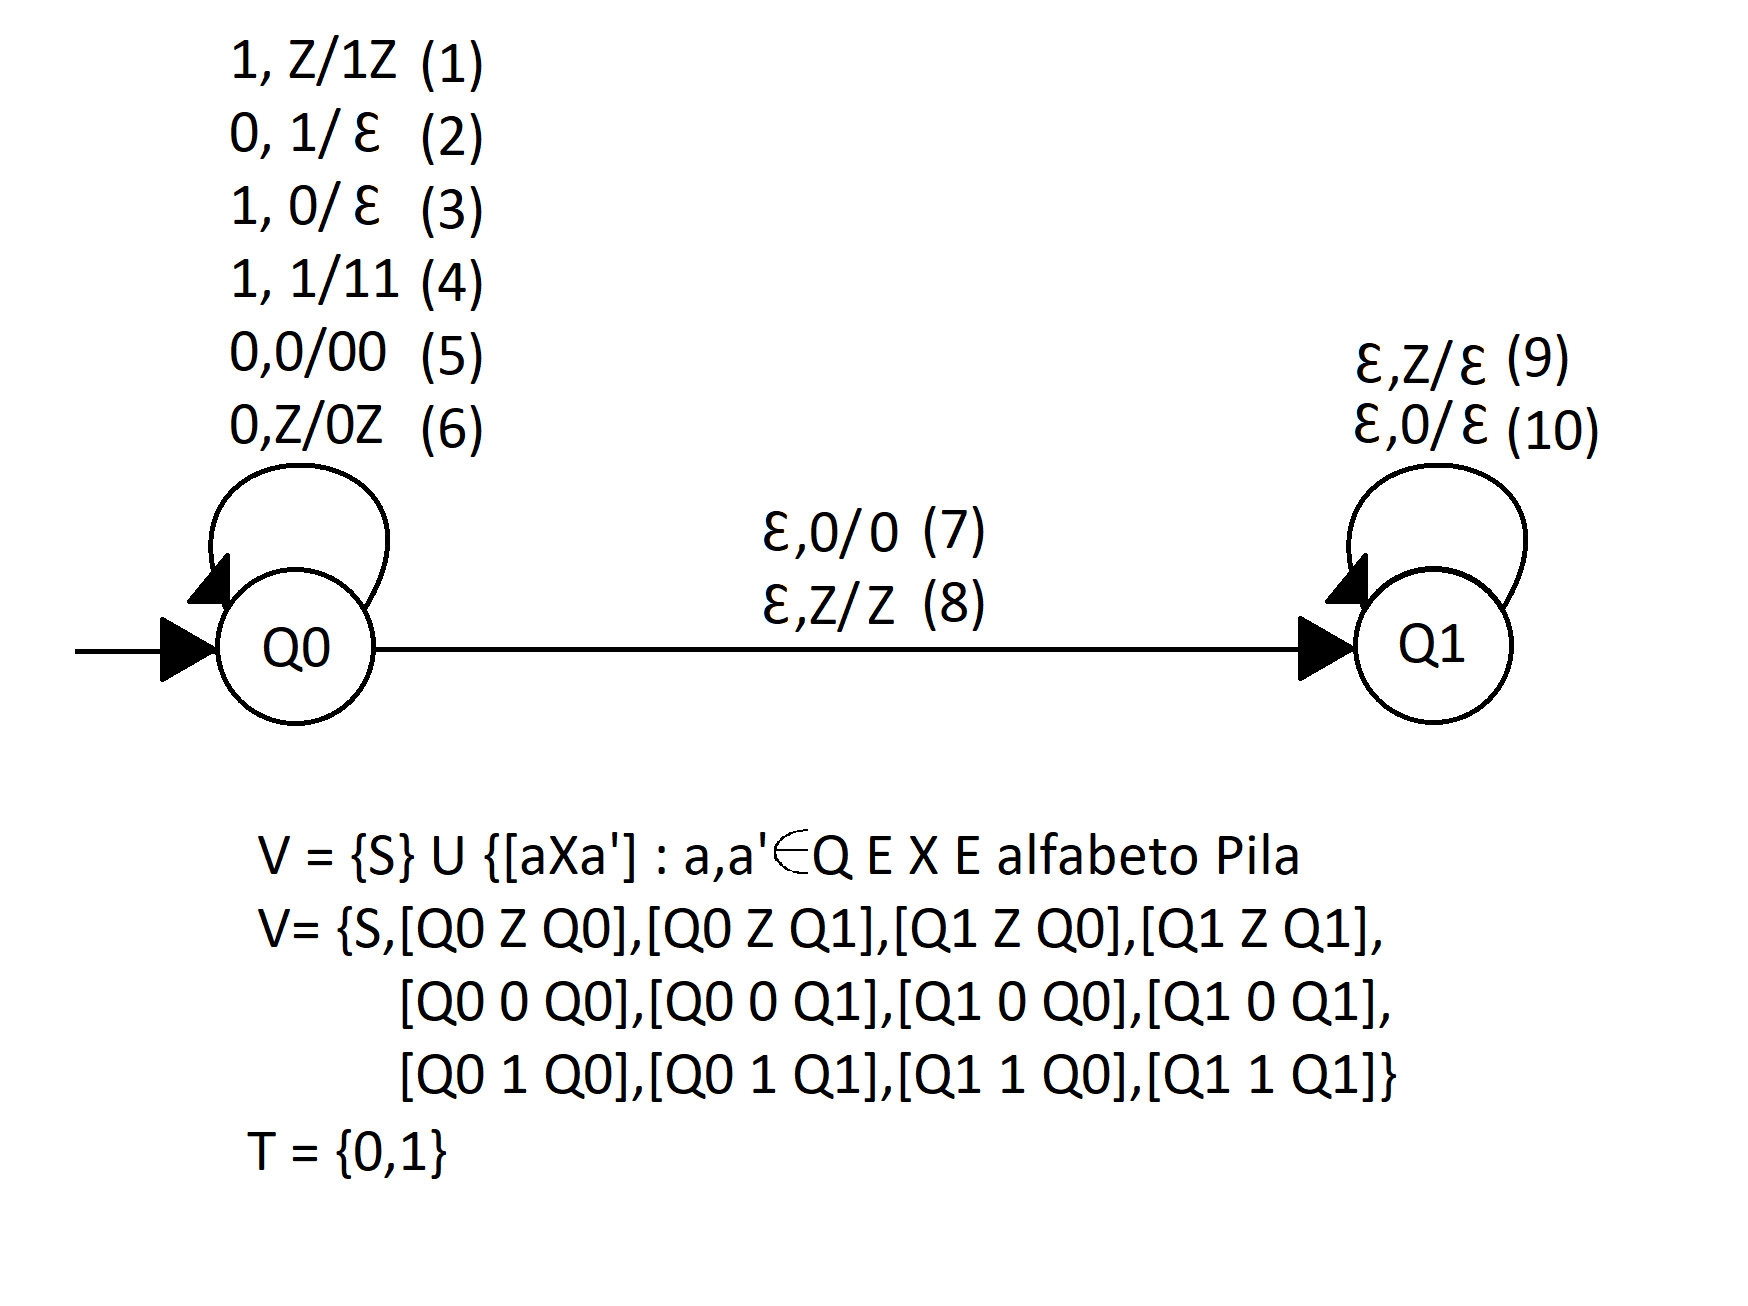 1, Z/1Z (1)
0, 1/ Ɛ (2)
1, 0/ Ɛ (3)
1, 1/11 (4)
0,0/00 (5)
0,Z/0Z (6)
Ɛ,Z/ Ɛ (9)
Ɛ,0/ Ɛ (10)
Ɛ,0/ 0 (7)
Ɛ,Z/ Z (8)
Q0
Q1
V = {S} U {[aXa'] : a,a'∈Q E X E alfabeto Pila
V= {S,[Q0 Z Q0],[Q0 Z Q1],[Q1 Z Q0],[Q1 Z Q1],
[Q0 0 Q0],[Q0 0 Q1],[Q1 0 Q0],[Q1 0 Q1],
[Q0 1 Q0],[Q0 1 Q1],[Q1 1 Q0],[Q1 1 Q1]}
T = {0,1}